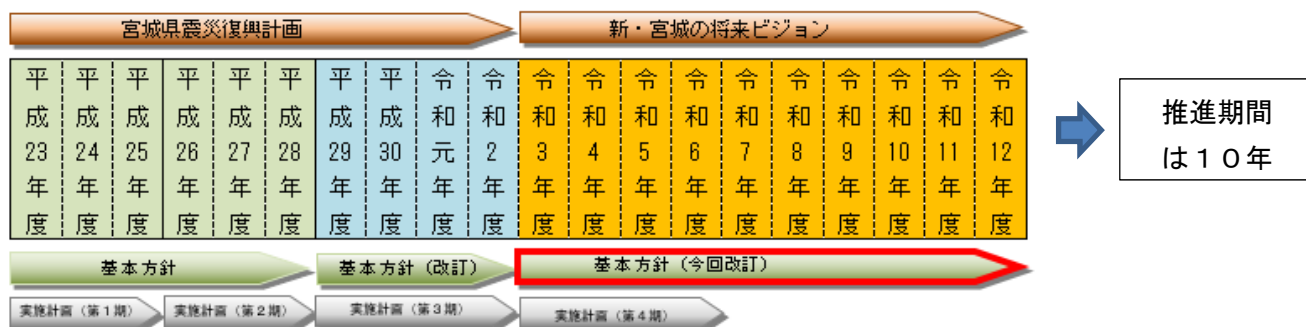 宮城県震災復興計画
新・宮城の将来ビジョン
平成23年度
平成24年度
平成25年度
平成26年度
平成27年度
平成28年度
平成29年度
平成30年度
令和元年度
令和2年度
令和3年度
令和4年度
令和5年度
令和6年度
令和7年度
令和8年度
令和9年度
令和10年度
令和11年度
令和12年度
推進期間
は１０年
基本方針
基本方針（改訂）
基本方針（今回改訂）
実施計画（第１期）
実施計画（第２期）
実施計画（第３期）
実施計画（第４期）